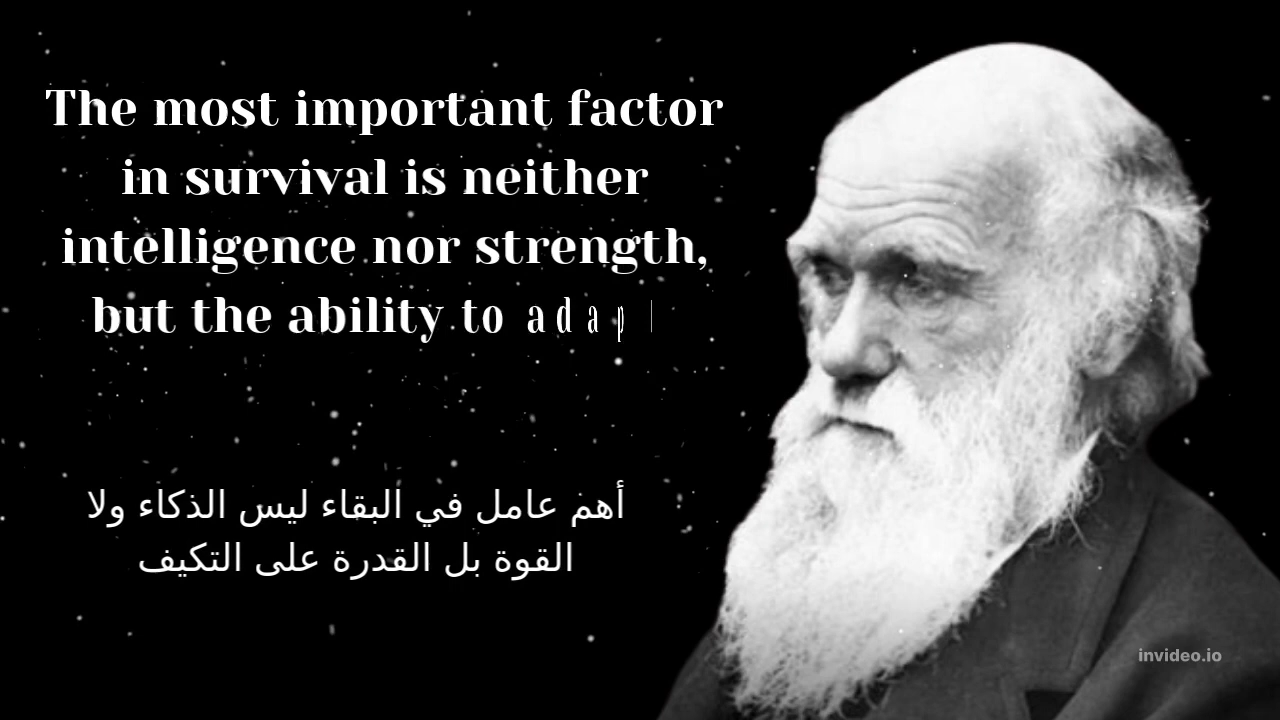 The most important factor
in survival is neither
intelligence nor strength,
but the ability to adapt
أهم عامل في البقاء ليس الذكاء ولا
القوة بل القدرة على التكيف
invideo.io